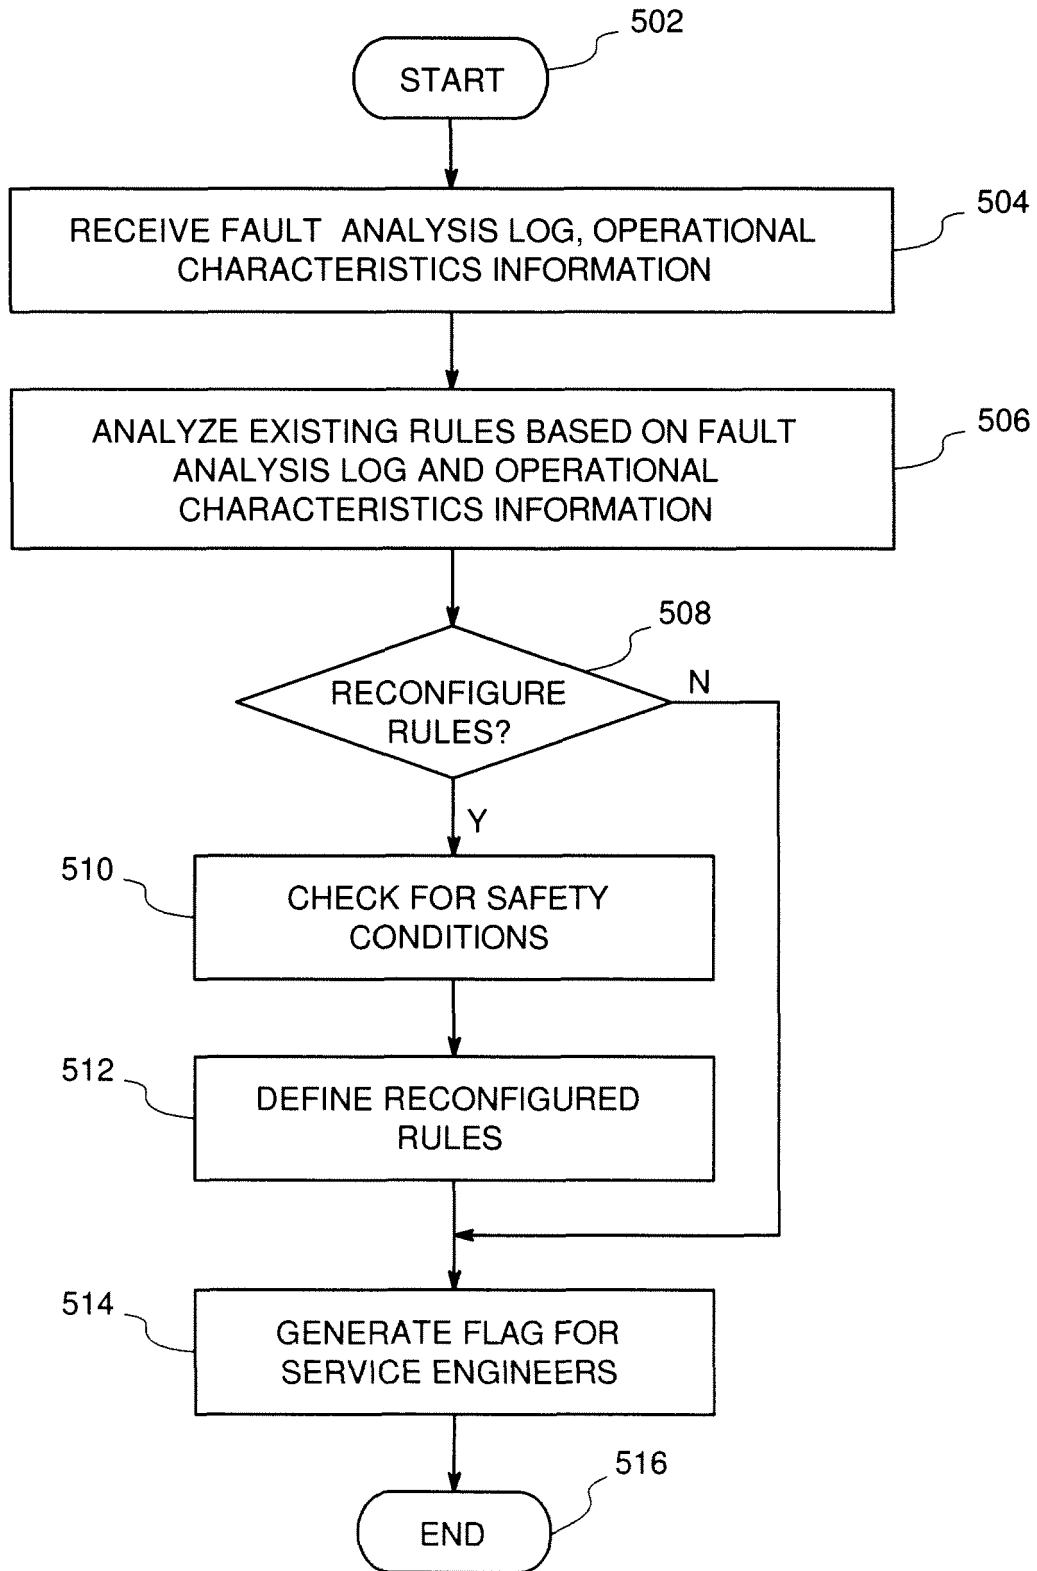 502
START
504
RECEIVE FAULT ANALYSIS LOG, OPERATIONAL
CHARACTERISTICS INFORMATION
506
ANALYZE EXISTING RULES BASED ON FAULT
ANALYSIS LOG AND OPERATIONAL
CHARACTERISTICS INFORMATION
508
RECONFIGURE
RULES?
N
Y
510
CHECK FOR SAFETY
CONDITIONS
512
DEFINE RECONFIGURED
RULES
514
GENERATE FLAG FOR
SERVICE ENGINEERS
516
END